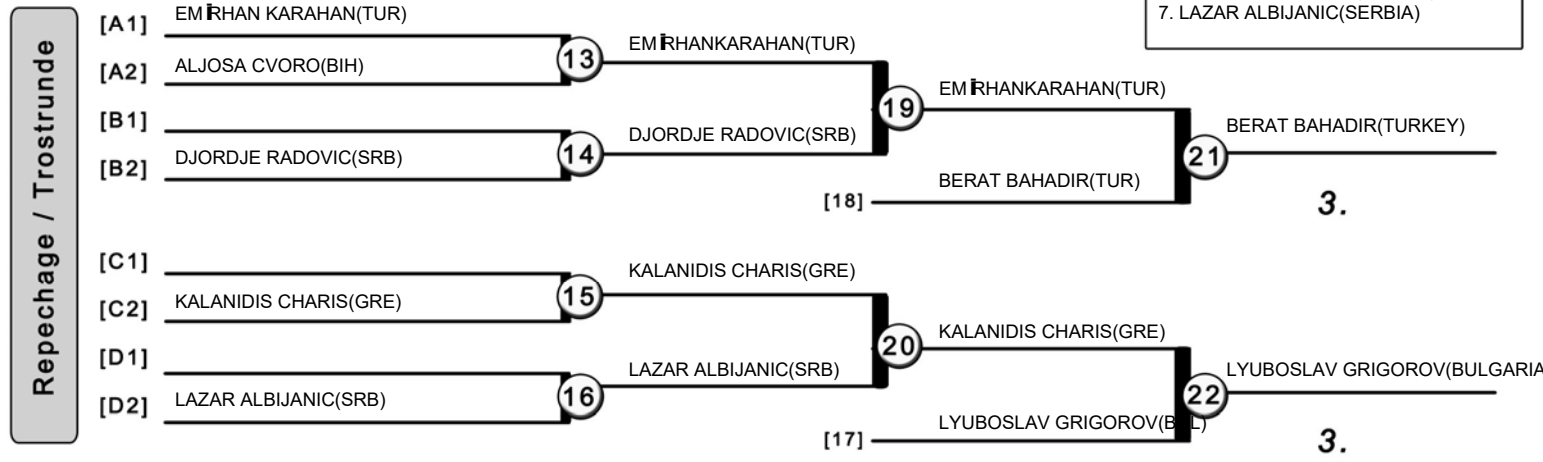 Repechage / Trostrunde
7. LAZAR ALBIJANIC(SERBIA)
[A1] EMİRHAN KARAHAN(TUR)
[A2] ALJOSA CVORO(BIH)
13
EMİRHANKARAHAN(TUR)
[B1]
[B2] DJORDJE RADOVIC(SRB)
14
DJORDJE RADOVIC(SRB)
19
EMİRHANKARAHAN(TUR)
[18] BERAT BAHADIR(TUR)
21
BERAT BAHADIR(TURKEY)
3.
[C1]
[C2] KALANIDIS CHARIS(GRE)
15
KALANIDIS CHARIS(GRE)
[D1]
[D2] LAZAR ALBIJANIC(SRB)
16
LAZAR ALBIJANIC(SRB)
20
KALANIDIS CHARIS(GRE)
[17] LYUBOSLAV GRIGOROV(BUL)
22
LYUBOSLAV GRIGOROV(BULGARIA
3.